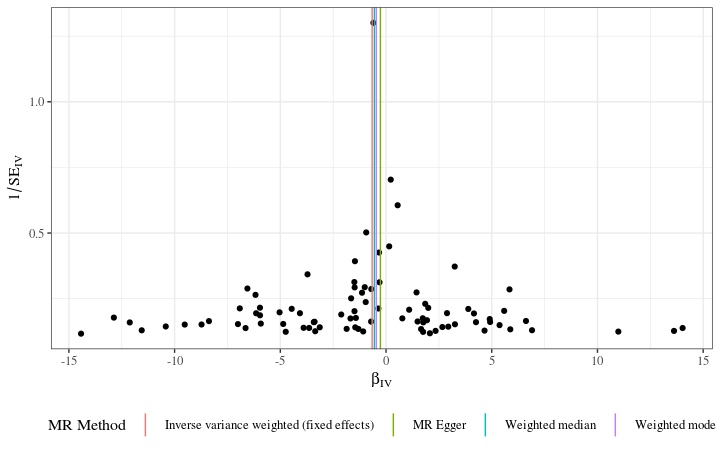 1.0
0.5
1/SE_IV
-15 -10 -5 0 5 10 15
β_IV
MR Method Inverse variance weighted (fixed effects) MR Egger Weighted median Weighted mode